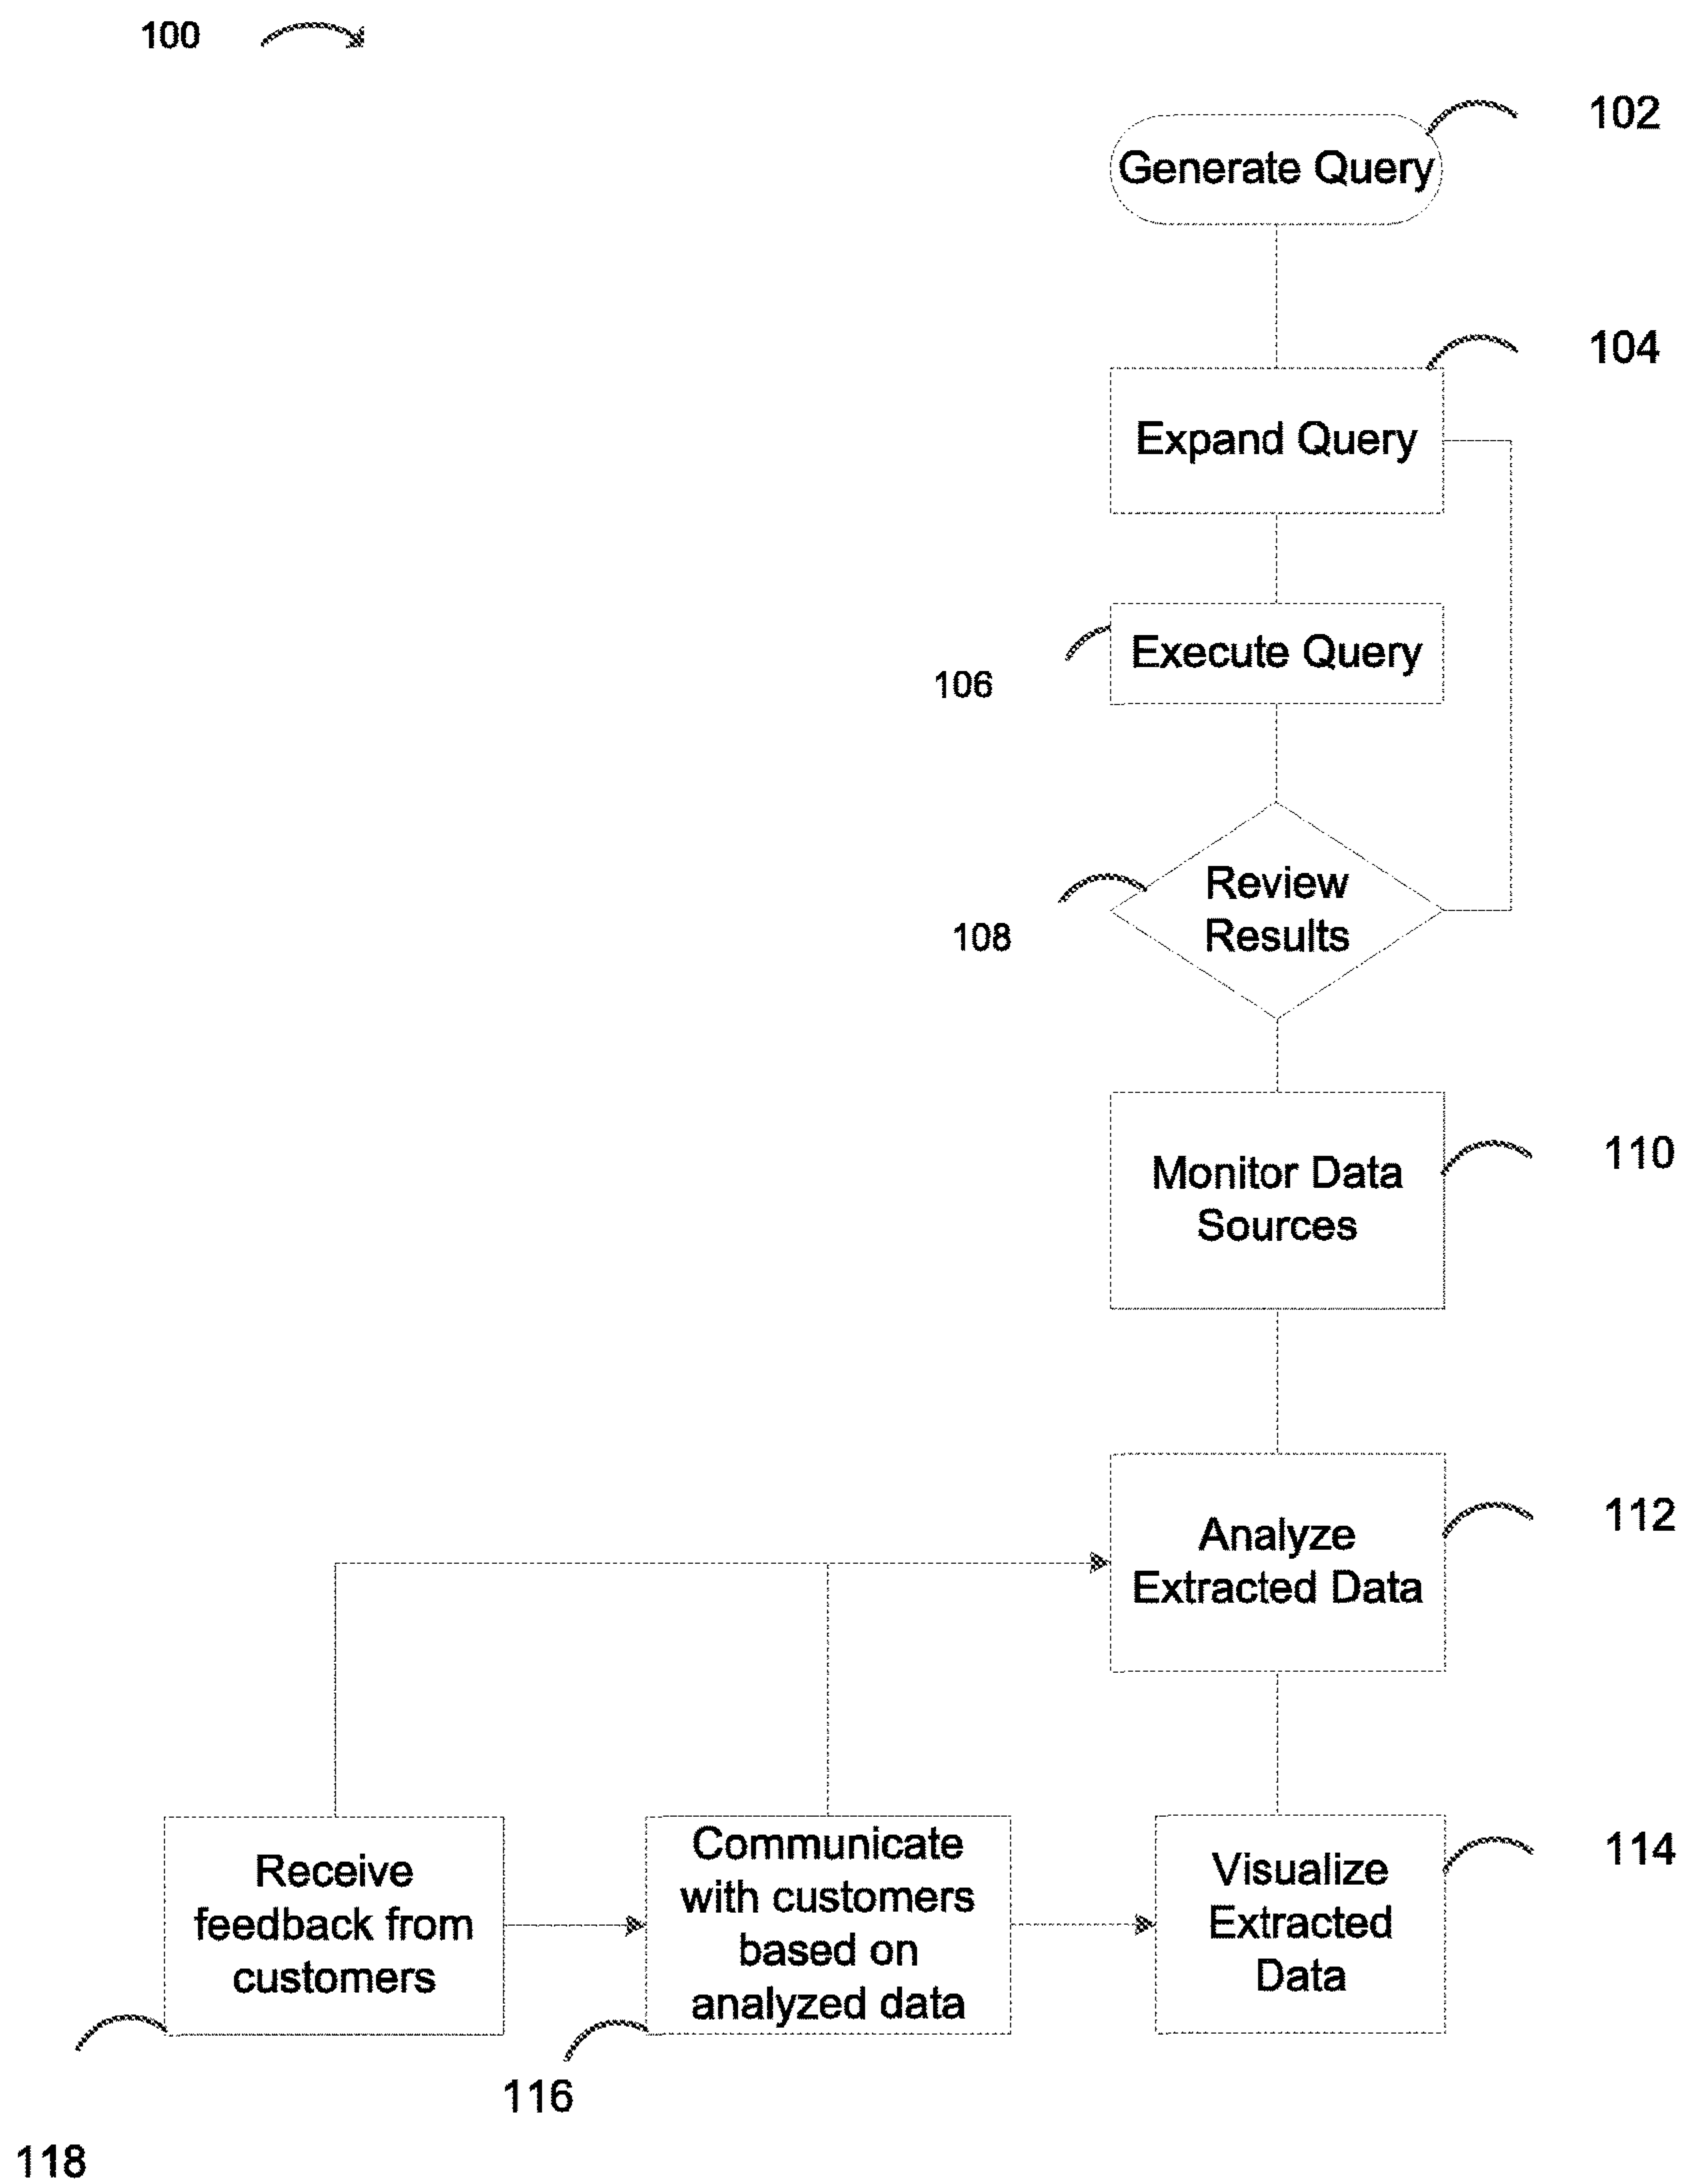 100
102
Generate Query
104
Expand Query
Execute Query
106
Review
Results
108
110
Monitor Data
Sources
112
Analyze
Extracted Data
114
Visualize
Extracted
Data
Communicate
with customers
based on
analyzed data
116
Receive
feedback from
customers
118